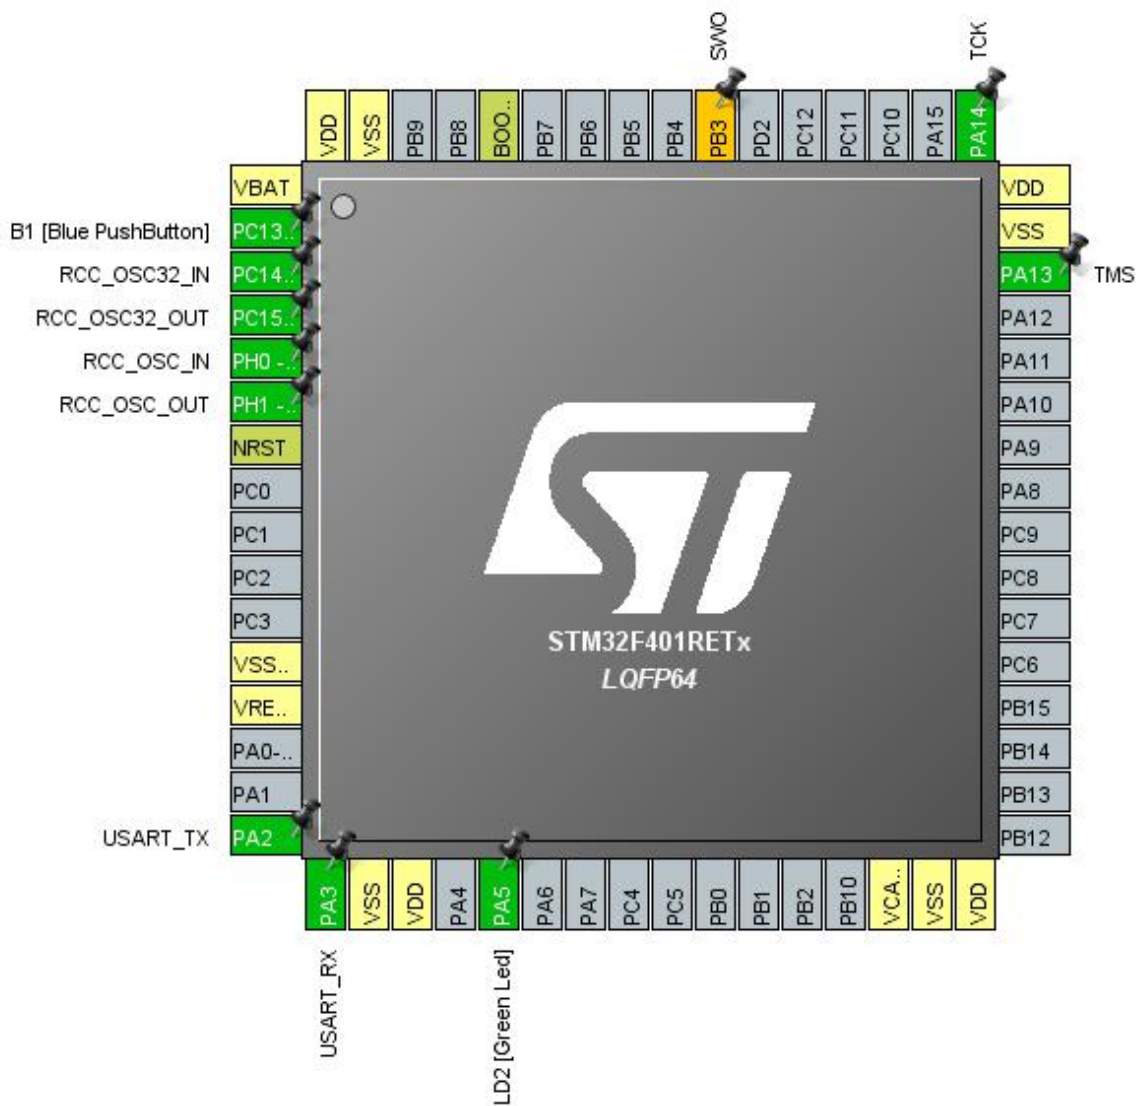 SWO
TCK
VDD
VSS
PB9
PB8
BOO..
PB7
PB6
PB5
PB4
PB3
PD2
PC12
PC11
PC10
PA15
PA14
VBAT
B1 [Blue PushButton] PC13..
RCC_OSC32_IN PC14..
RCC_OSC32_OUT PC15..
RCC_OSC_IN PH0 -..
RCC_OSC_OUT PH1 -..
NRST
PC0
PC1
PC2
PC3
VSS..
VRE..
PA0-..
PA1
USART_TX PA2
VDD
VSS
PA13 TMS
PA12
PA11
PA10
PA9
PA8
PC9
PC8
PC7
PC6
PB15
PB14
PB13
PB12
ST
STM32F401RETx
LQFP64
PA3
VSS
VDD
PA4
PA5
PA6
PA7
PC4
PC5
PB0
PB1
PB2
PB10
VCA..
VSS
VDD
USART_RX
LD2 [Green Led]